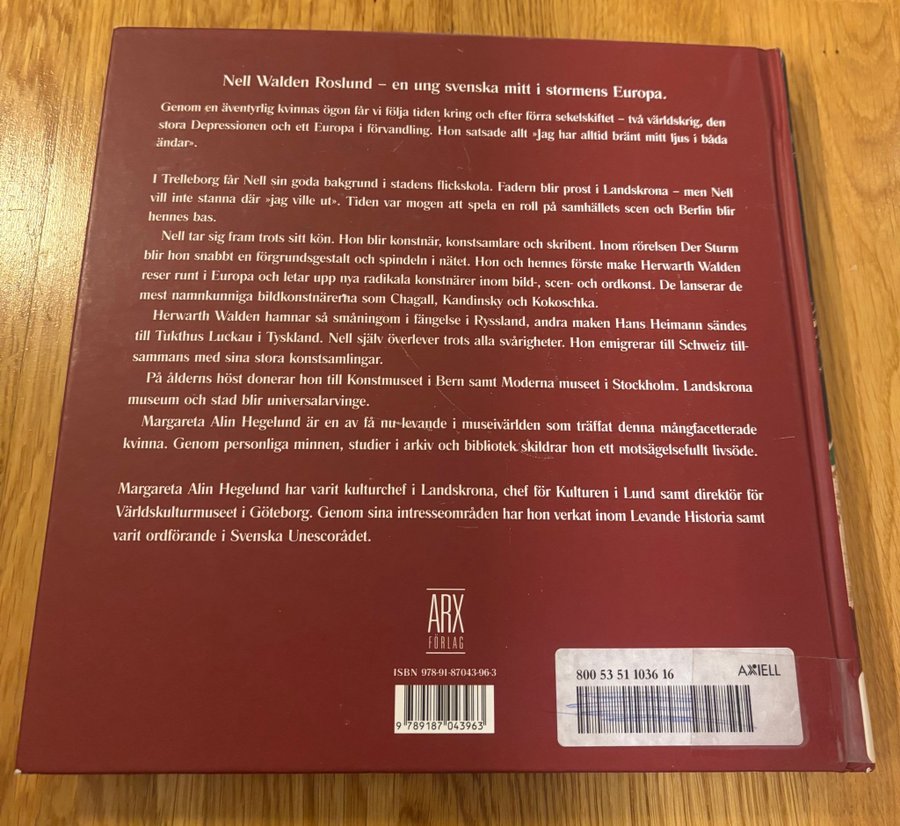 Nell Walden Roslund – en ung svenska mitt i stormens Europa.
Genom en äventyrlig kvinnas ögon får vi följa tiden kring och efter förra sekelskiftet – två världskrig, den
stora Depressionen och ett Europa i förvandling. Hon satsade allt »Jag har alltid bränt mitt ljus i båda
ändar».
I Trelleborg får Nell sin goda bakgrund i stadens flickskola. Fadern blir prost i Landskrona – men Nell
vill inte stanna där »jag ville ut». Tiden var mogen att spela en roll på samhällets scen och Berlin blir
hennes bas.
Nell tar sig fram trots sitt kön. Hon blir konstnär, konstsamlare och skribent. Inom rörelsen Der Sturm
blir hon snabbt en förgrundsgestalt och spindeln i nätet. Hon och hennes förste make Herwarth Walden
reser runt i Europa och letar upp nya radikala konstnärer inom bild-, scen- och ordkonst. De lanserar de
mest namnkunniga bildkonstnärerna som Chagall, Kandinsky och Kokoschka.
Herwarth Walden hamnar så småningom i fängelse i Ryssland, andra maken Hans Heimann sändes
till Tukthus Luckau i Tyskland. Nell själv överlever trots alla svårigheter. Hon emigrerar till Schweiz till-
sammans med sina stora konstsamlingar.
På ålderns höst donerar hon till Konstmuseet i Bern samt Moderna museet i Stockholm. Landskrona
museum och stad blir universalarvinge.
Margareta Alin Hegelund är en av få nu-levande i museivärlden som träffat denna mångfacetterade
kvinna. Genom personliga minnen, studier i arkiv och bibliotek skildrar hon ett motsägelsefullt livsöde.
Margareta Alin Hegelund har varit kulturchef i Landskrona, chef för Kulturen i Lund samt direktör för
Världskulturmuseet i Göteborg. Genom sina intresseområden har hon verkat inom Levande Historia samt
varit ordförande i Svenska Unescorådet.
ARX
FÖRLAG
ISBN 978-91-87043-96-3
9 789187 043963
800 53 51 1036 16 AXIELL